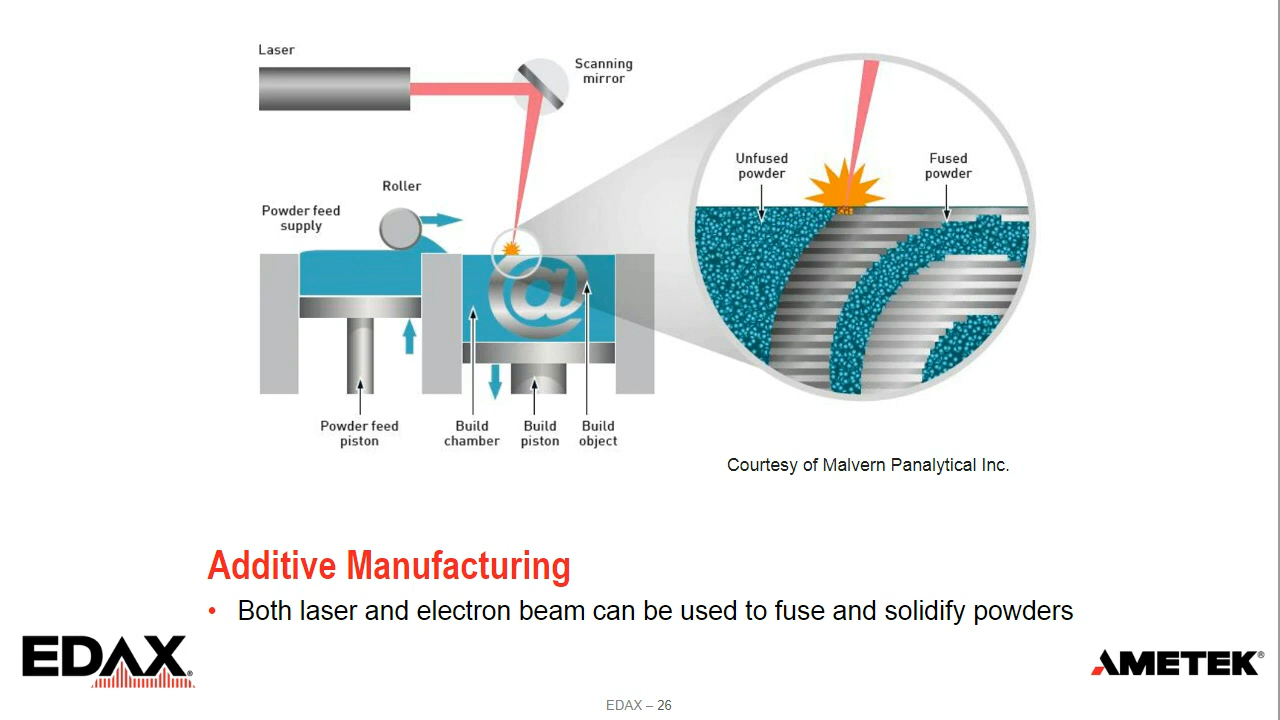 Laser
Scanning
mirror
Roller
Powder feed
supply
Unfused
powder
Fused
powder
@
Powder feed
piston
Build
chamber
Build
piston
Build
object
Courtesy of Malvern Panalytical Inc.
Additive Manufacturing
• Both laser and electron beam can be used to fuse and solidify powders
EDAX®
AMETEK®
EDAX – 26